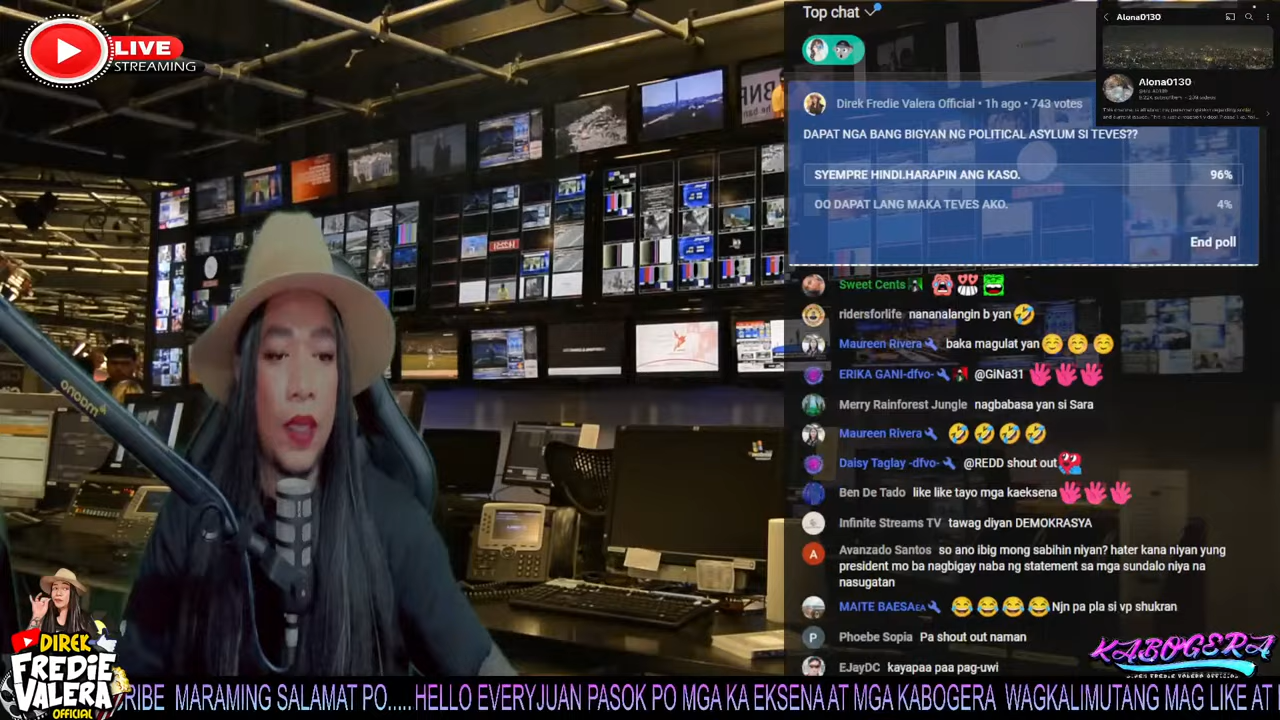 LIVE
STREAMING
Top chat
Alona0130
Alona0130
Direk Fredie Valera Official • 1h ago • 743 votes
DAPAT NGA BANG BIGYAN NG POLITICAL ASYLUM SI TEVES??
SYEMPRE HINDI.HARAPIN ANG KASO. 96%
OO DAPAT LANG MAKA TEVES AKO. 4%
End poll
Sweet Cents
ridersforlife nananalangin b yan🤣
Maureen Rivera baka magulat yan☺️☺️☺️
ERIKA GANI-dfvo- @GiNa31
Merry Rainforest Jungle nagbabasa yan si Sara
Maureen Rivera 🤣🤣🤣🤣
Daisy Taglay -dfvo- @REDD shout out
Ben De Tado like like tayo mga kaeksena
Infinite Streams TV tawag diyan DEMOKRASYA
A Avanzado Santos so ano ibig mong sabihin niyan? hater kana niyan yung
president mo ba nagbigay naba ng statement sa mga sundalo niya na
nasugatan
MAITE BAESAEA 😂😂😂😂Njn pa pla si vp shukran
P Phoebe Sopia Pa shout out naman
EJayDC kayapaa paa pag-uwi
maono
DIREK
FREDIE
VALERA
OFFICIAL
KABOGERA
RIBE MARAMING SALAMAT PO.....HELLO EVERYJUAN PASOK PO MGA KA EKSENA AT MGA KABOGERA WAGKALIMUTANG MAG LIKE AT